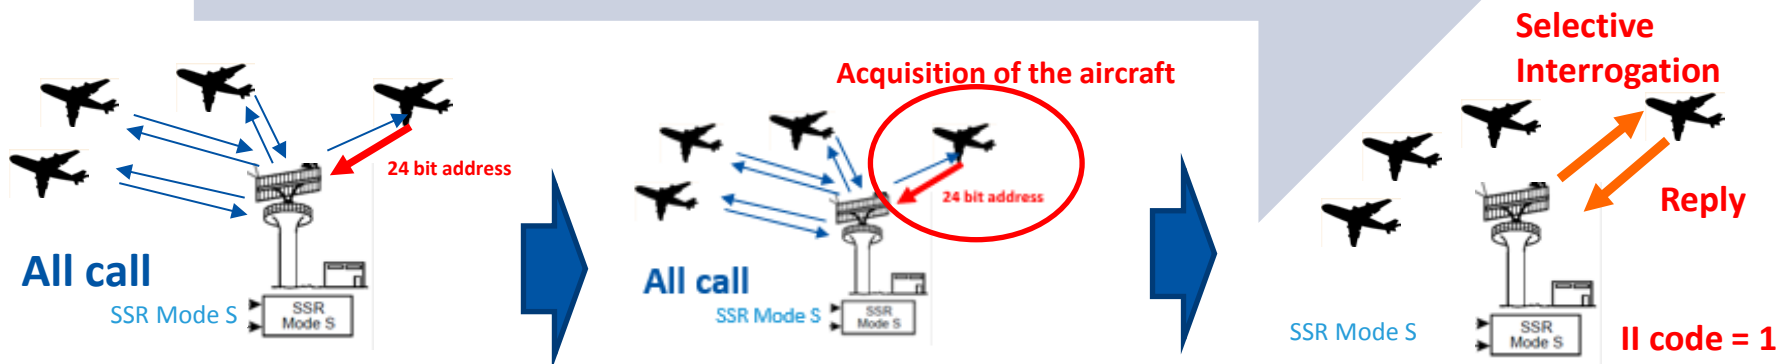 24 bit address
All call
SSR Mode S
SSR
Mode S
Acquisition of the aircraft
24 bit address
All call
SSR Mode S
SSR
Mode S
Selective
Interrogation
Reply
SSR Mode S
SSR
Mode S
II code = 1